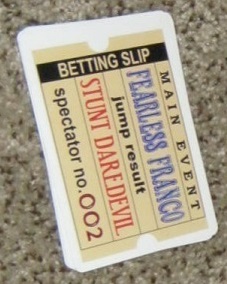 BETTING SLIP
MAIN EVENT
FEARLESS FRANCO
jump result
STUNT DAREDEVIL
spectator no. 002